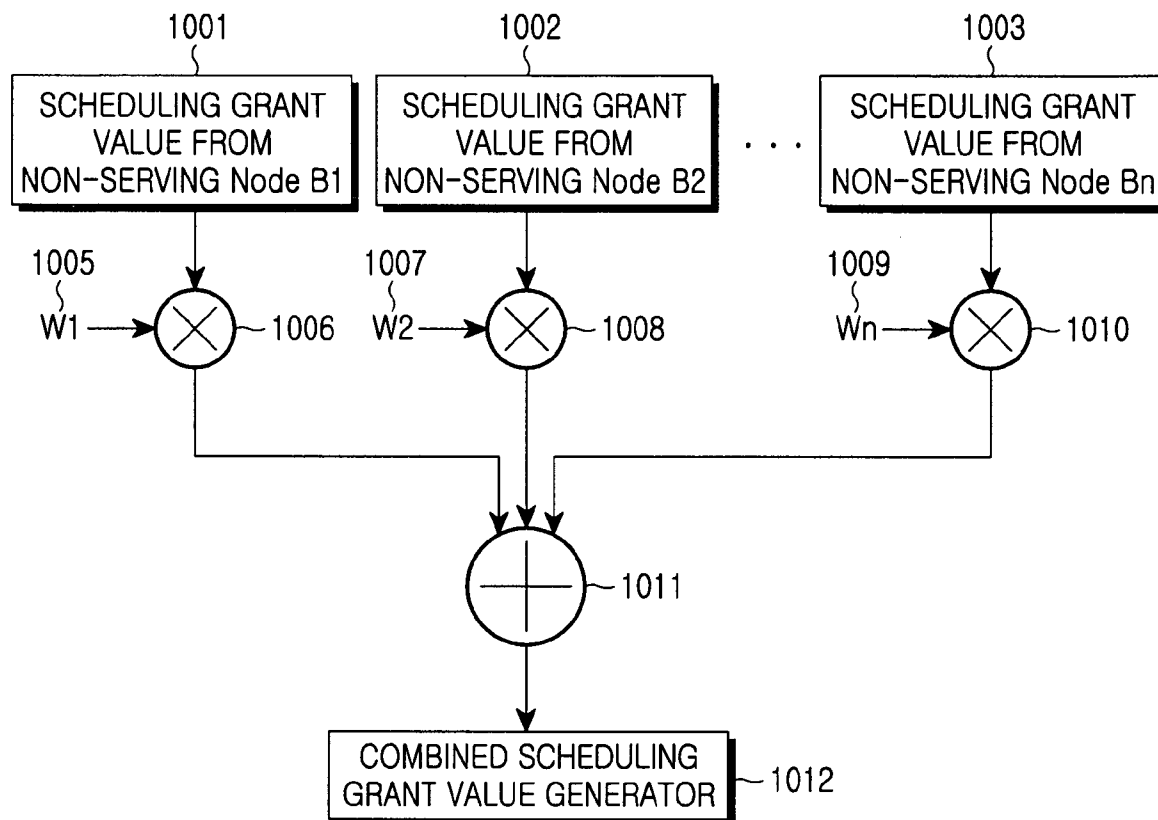 1001
1002
1003
SCHEDULING GRANT
VALUE FROM
NON-SERVING Node B1
SCHEDULING GRANT
VALUE FROM
NON-SERVING Node B2
. . .
SCHEDULING GRANT
VALUE FROM
NON-SERVING Node Bn
1005
W1
1006
1007
W2
1008
1009
Wn
1010
1011
COMBINED SCHEDULING
GRANT VALUE GENERATOR
1012